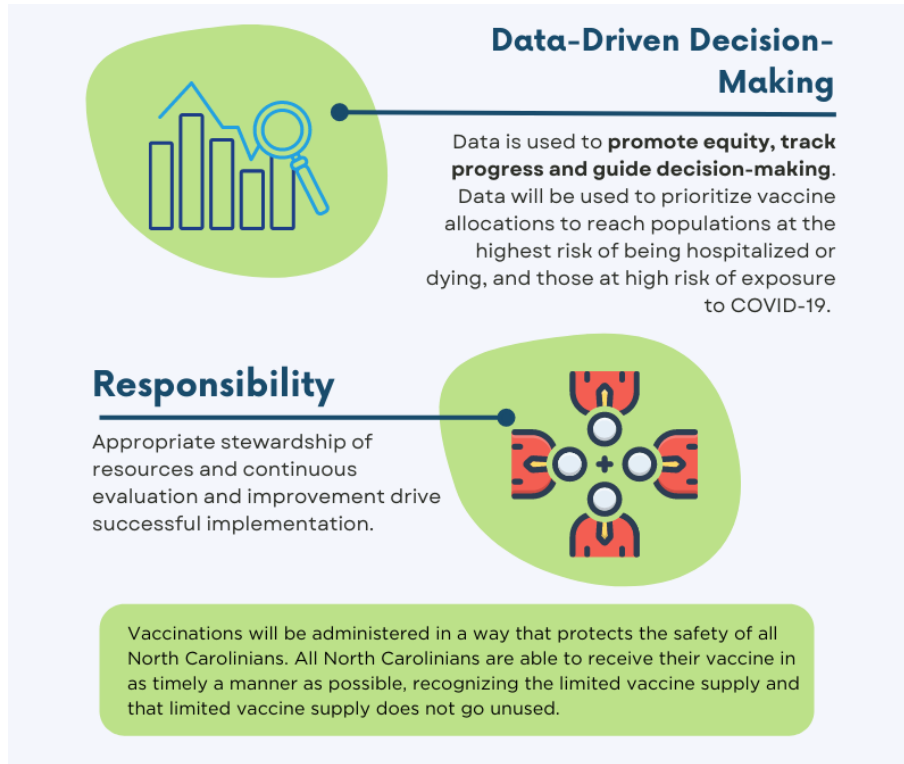 Data-Driven Decision-
Making
Data is used to promote equity, track
progress and guide decision-making.
Data will be used to prioritize vaccine
allocations to reach populations at the
highest risk of being hospitalized or
dying, and those at high risk of exposure
to COVID-19.
Responsibility
Appropriate stewardship of
resources and continuous
evaluation and improvement drive
successful implementation.
Vaccinations will be administered in a way that protects the safety of all
North Carolinians. All North Carolinians are able to receive their vaccine in
as timely a manner as possible, recognizing the limited vaccine supply and
that limited vaccine supply does not go unused.